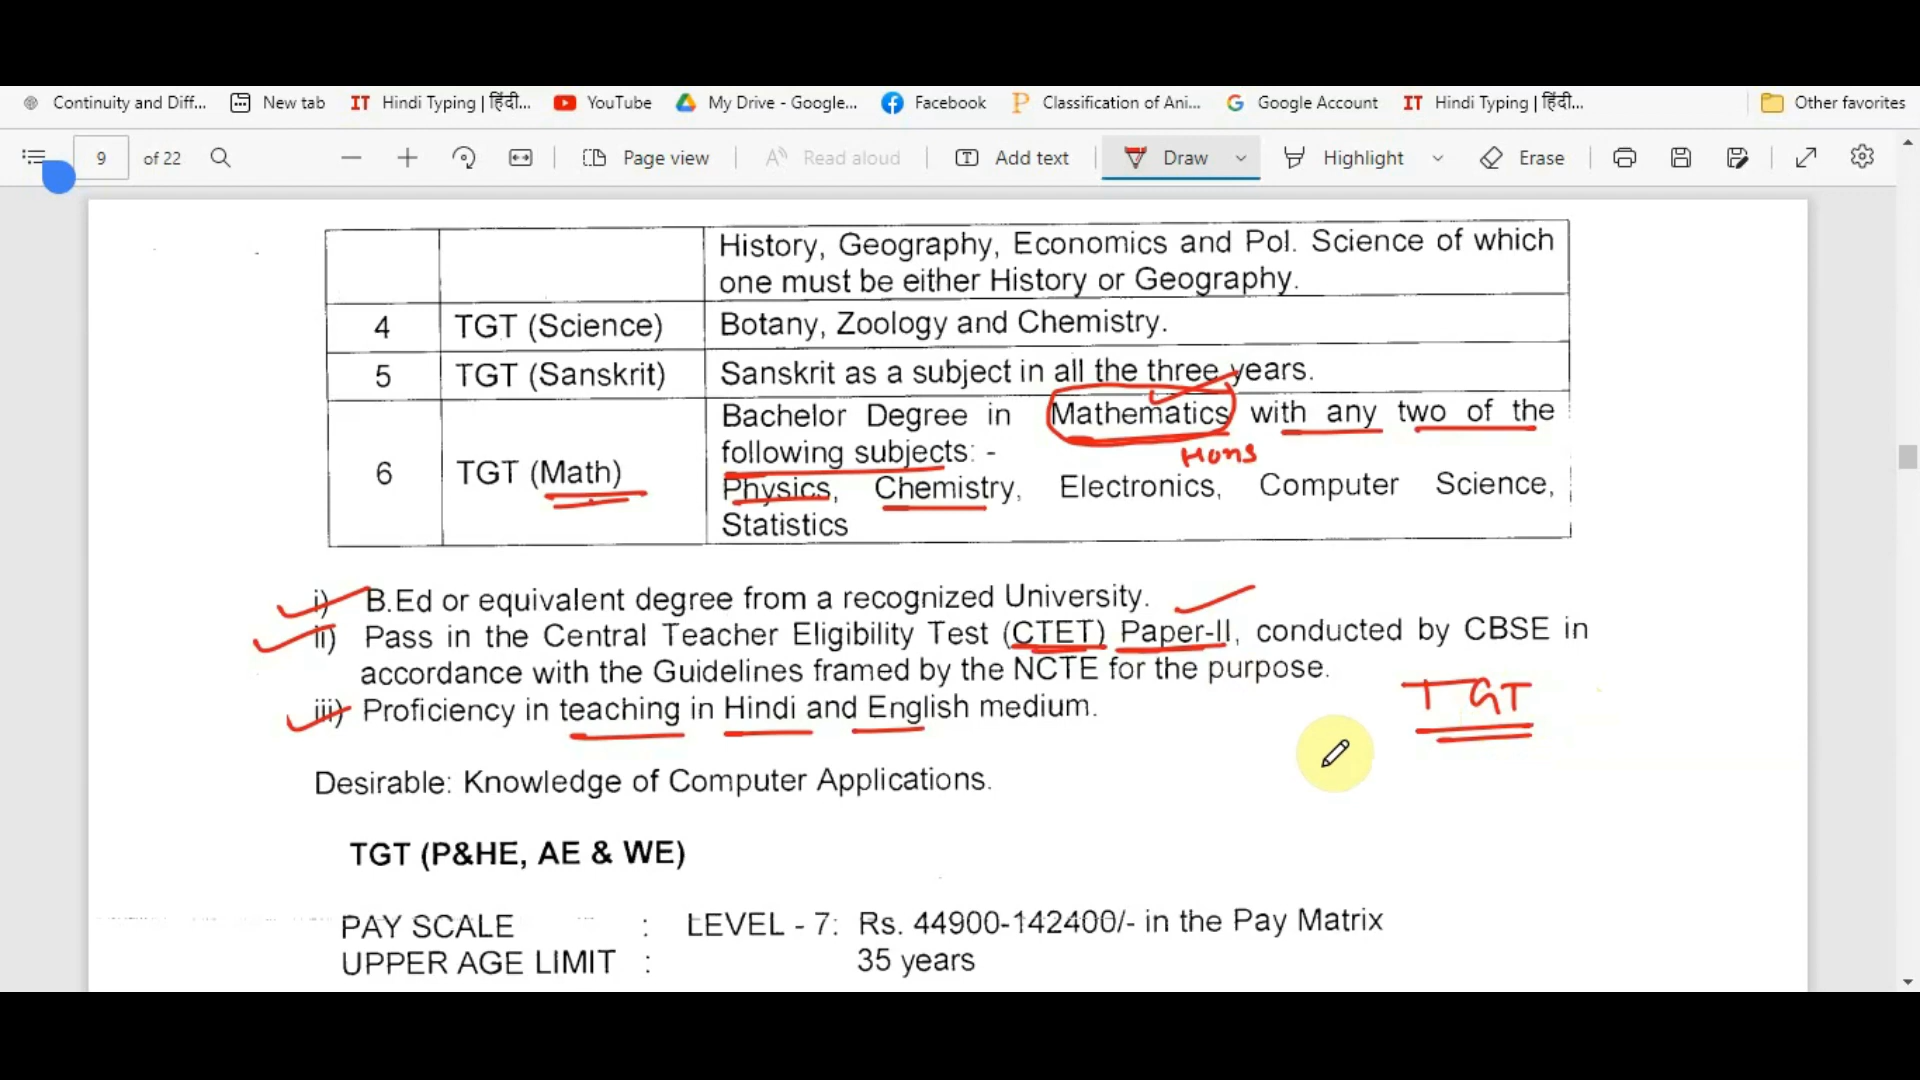 Continuity and Diff... New tab IT Hindi Typing | हिंदी... YouTube My Drive - Google... Facebook Classification of Ani... Google Account IT Hindi Typing | हिंदी... Other favorites
9 of 22 Page view Read aloud Add text Draw Highlight Erase
History, Geography, Economics and Pol. Science of which
one must be either History or Geography.
4 TGT (Science) Botany, Zoology and Chemistry.
5 TGT (Sanskrit) Sanskrit as a subject in all the three years.
Bachelor Degree in Mathematics with any two of the
following subjects: -
Hons
6 TGT (Math)
Physics, Chemistry, Electronics, Computer Science,
Statistics
i) B.Ed or equivalent degree from a recognized University.
ii) Pass in the Central Teacher Eligibility Test (CTET) Paper-II, conducted by CBSE in
accordance with the Guidelines framed by the NCTE for the purpose.
TGT
iii) Proficiency in teaching in Hindi and English medium.
Desirable: Knowledge of Computer Applications.
TGT (P&HE, AE & WE)
PAY SCALE : LEVEL - 7: Rs. 44900-142400/- in the Pay Matrix
UPPER AGE LIMIT : 35 years